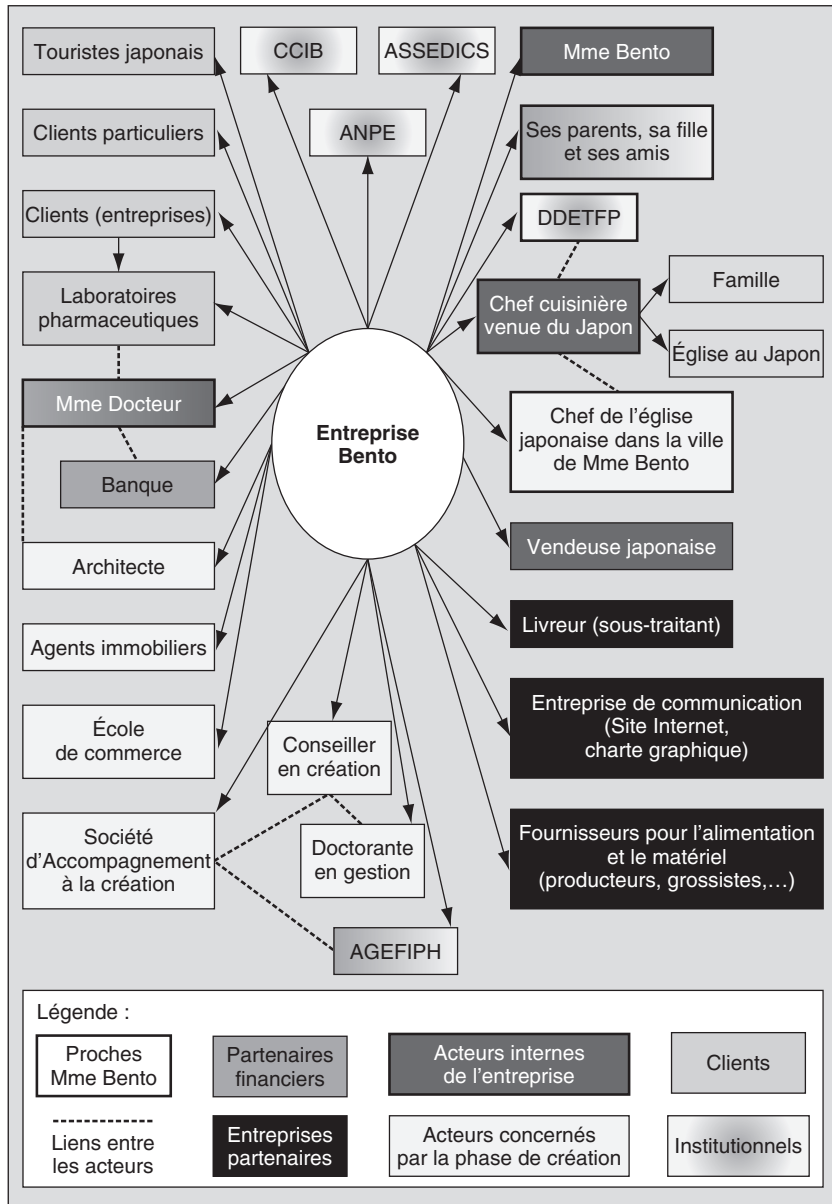 Touristes japonais
CCIB
ASSEDICS
Mme Bento
Clients particuliers
ANPE
Ses parents, sa fille
et ses amis
Clients (entreprises)
DDETFP
Laboratoires
pharmaceutiques
Chef cuisinière
venue du Japon
Famille
Église au Japon
Mme Docteur
Entreprise
Bento
Chef de l'église
japonaise dans la ville
de Mme Bento
Banque
Vendeuse japonaise
Architecte
Livreur (sous-traitant)
Agents immobiliers
Entreprise de communication
(Site Internet,
charte graphique)
École
de commerce
Conseiller
en création
Société
d'Accompagnement
à la création
Doctorante
en gestion
Fournisseurs pour l'alimentation
et le matériel
(producteurs, grossistes,…)
AGEFIPH
Légende :
Proches
Mme Bento
Partenaires
financiers
Acteurs internes
de l'entreprise
Clients
Liens entre
les acteurs
Entreprises
partenaires
Acteurs concernés
par la phase de création
Institutionnels